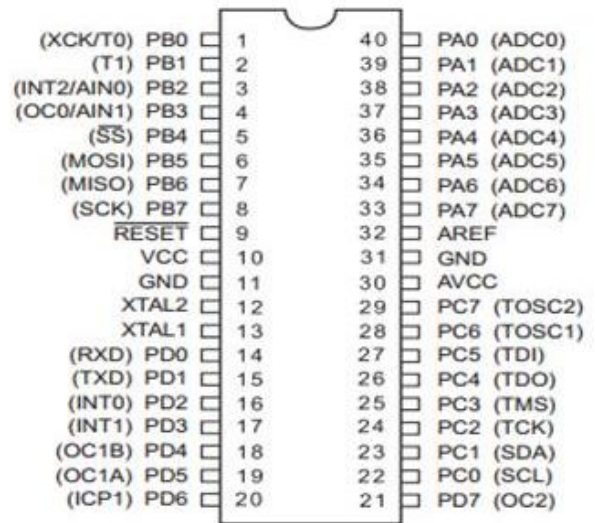 (XCK/T0) PB0 1 40 PA0 (ADC0)
(T1) PB1 2 39 PA1 (ADC1)
(INT2/AIN0) PB2 3 38 PA2 (ADC2)
(OC0/AIN1) PB3 4 37 PA3 (ADC3)
(S̅S̅) PB4 5 36 PA4 (ADC4)
(MOSI) PB5 6 35 PA5 (ADC5)
(MISO) PB6 7 34 PA6 (ADC6)
(SCK) PB7 8 33 PA7 (ADC7)
R̅E̅S̅E̅T̅ 9 32 AREF
VCC 10 31 GND
GND 11 30 AVCC
XTAL2 12 29 PC7 (TOSC2)
XTAL1 13 28 PC6 (TOSC1)
(RXD) PD0 14 27 PC5 (TDI)
(TXD) PD1 15 26 PC4 (TDO)
(INT0) PD2 16 25 PC3 (TMS)
(INT1) PD3 17 24 PC2 (TCK)
(OC1B) PD4 18 23 PC1 (SDA)
(OC1A) PD5 19 22 PC0 (SCL)
(ICP1) PD6 20 21 PD7 (OC2)